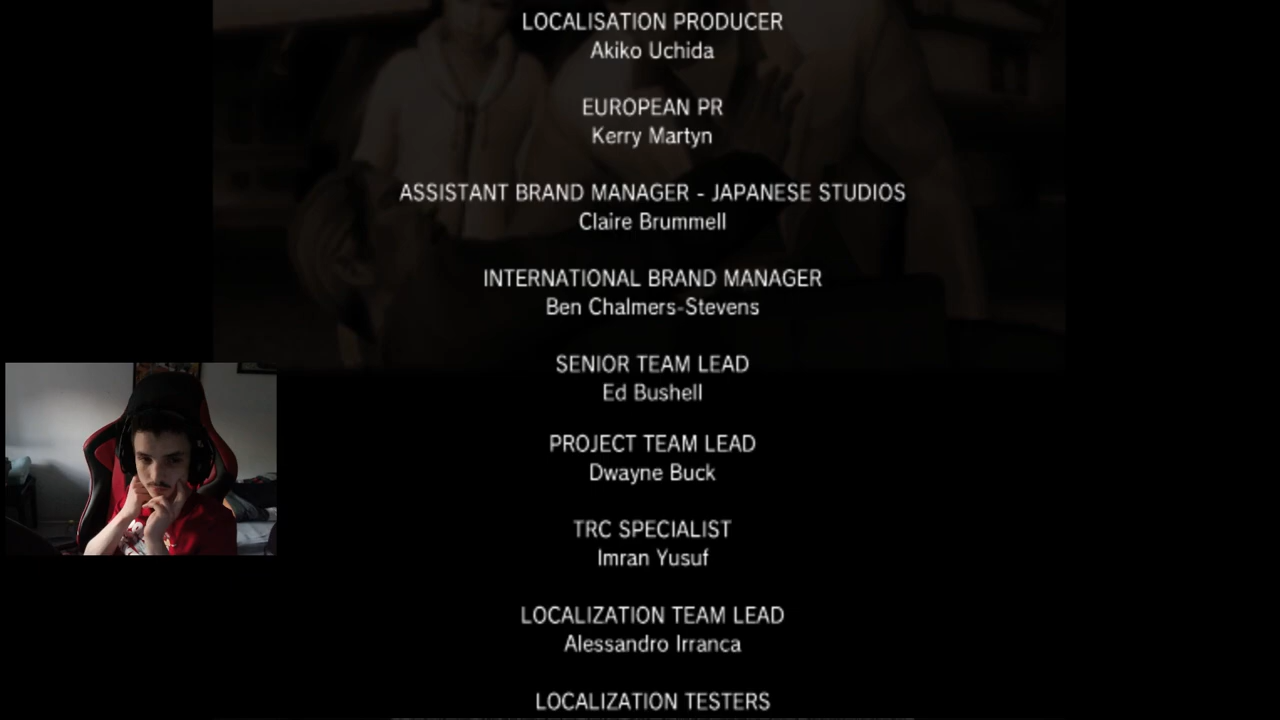 LOCALISATION PRODUCER
Akiko Uchida
EUROPEAN PR
Kerry Martyn
ASSISTANT BRAND MANAGER - JAPANESE STUDIOS
Claire Brummell
INTERNATIONAL BRAND MANAGER
Ben Chalmers-Stevens
SENIOR TEAM LEAD
Ed Bushell
PROJECT TEAM LEAD
Dwayne Buck
TRC SPECIALIST
Imran Yusuf
LOCALIZATION TEAM LEAD
Alessandro Irranca
LOCALIZATION TESTERS